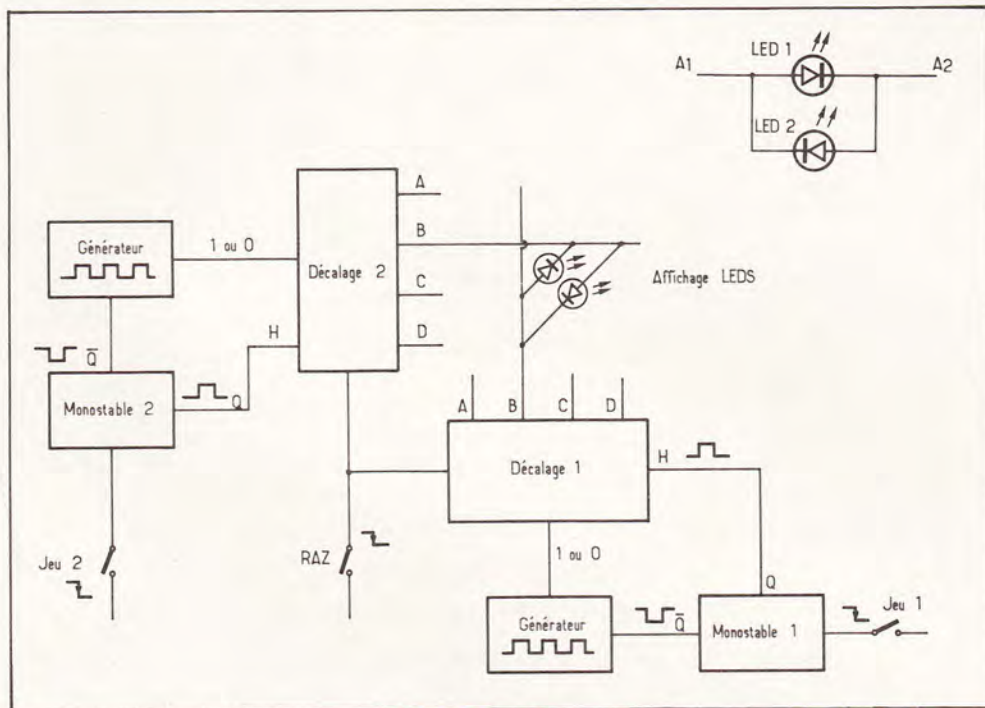 LED 1
A1
A2
LED 2
A
Générateur
1 ou 0
B
Décalage 2
Affichage LEDS
C
H
D
Q̅
Monostable 2
Q
A
B
C
D
Décalage 1
H
Jeu 2
RAZ
1 ou 0
Q
Jeu 1
Générateur
Q̅
Monostable 1